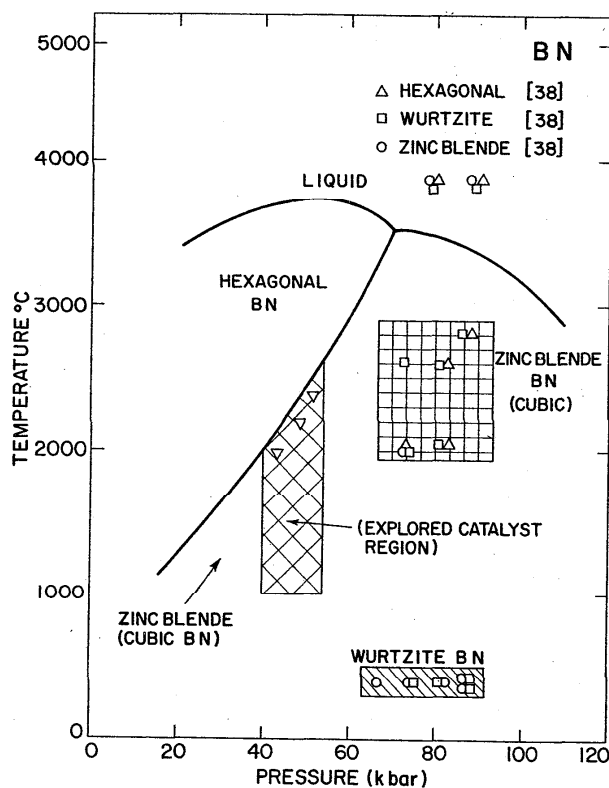 BN
HEXAGONAL [38]
WURTZITE [38]
ZINC BLENDE [38]
5000
4000
3000
2000
1000
0
TEMPERATURE °C
LIQUID
HEXAGONAL
BN
ZINC BLENDE
BN
(CUBIC)
(EXPLORED CATALYST
REGION)
ZINC BLENDE
(CUBIC BN)
WURTZITE BN
0 20 40 60 80 100 120
PRESSURE (k bar)